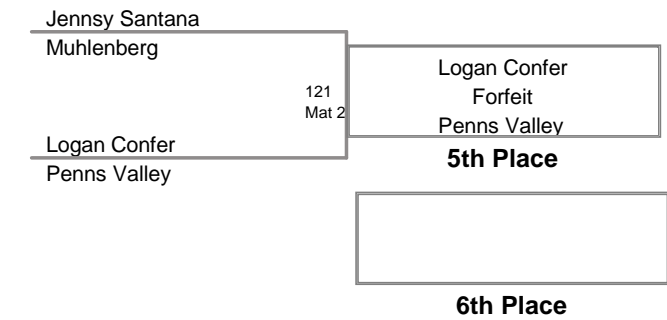 Jennsy Santana
Muhlenberg
121
Mat 2
Logan Confer
Penns Valley
Logan Confer
Forfeit
Penns Valley
5th Place
6th Place